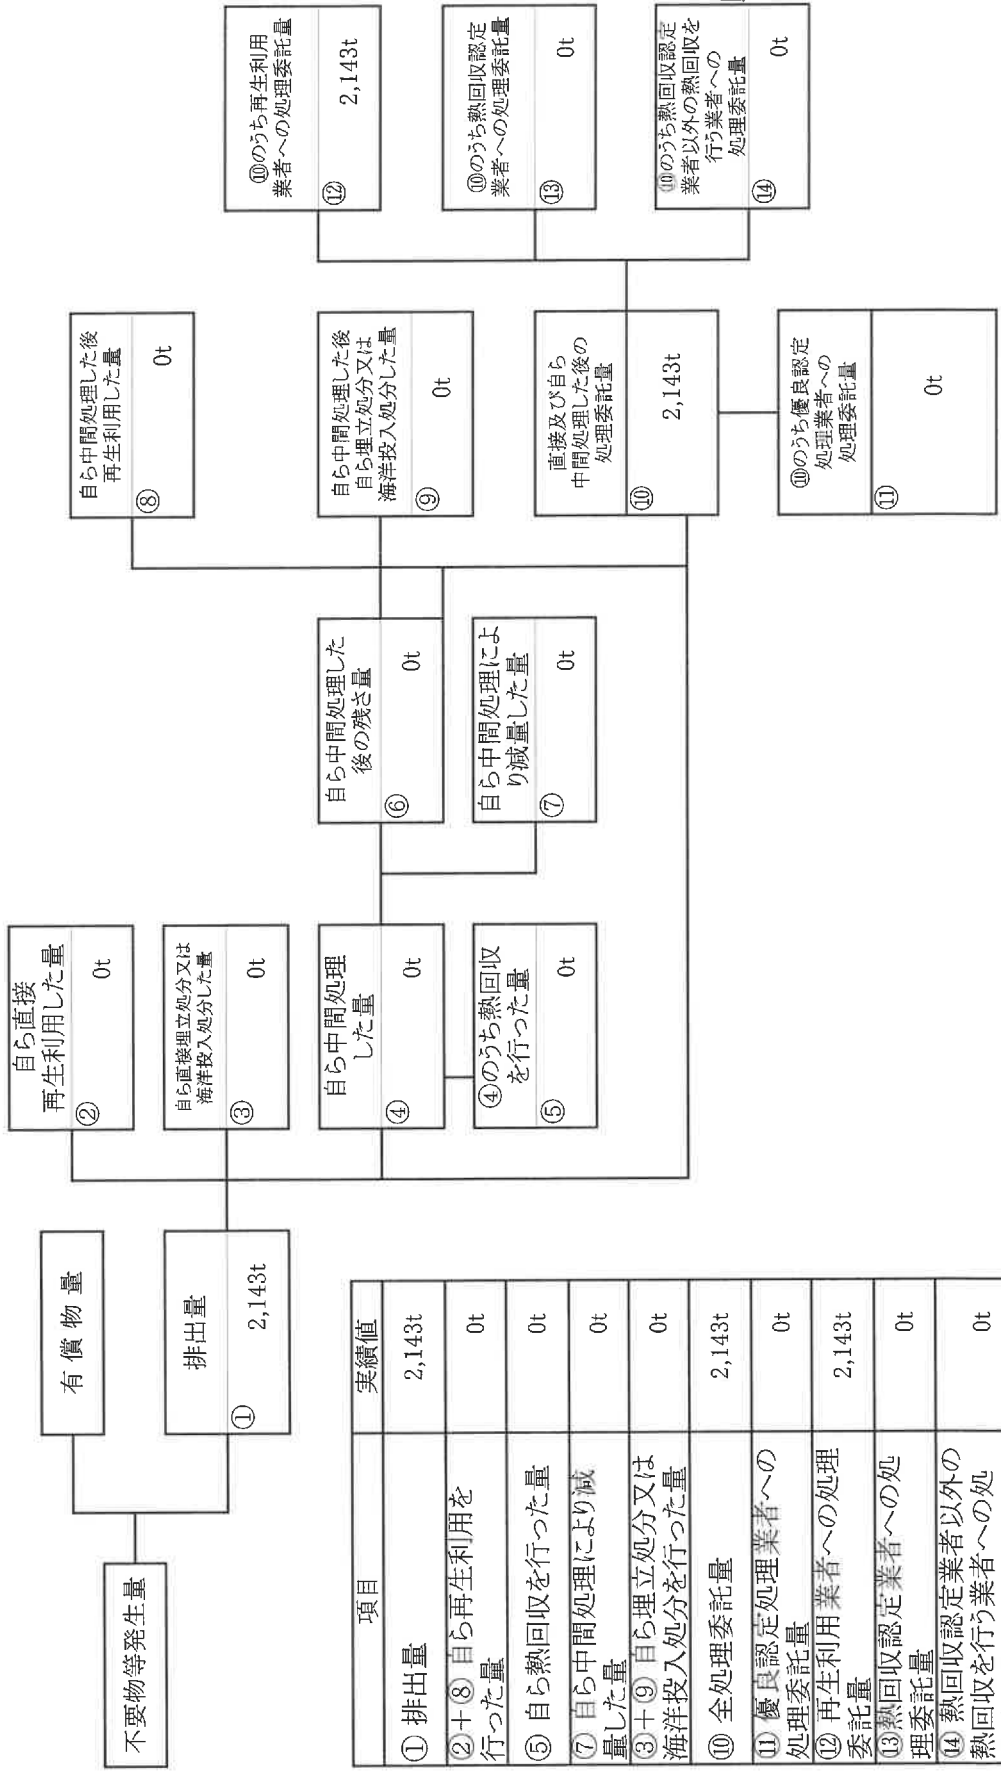 不要物等発生量
有償物量
排出量
①
2,143t
自ら直接
再生利用した量
②
0t
自ら直接埋立処分又は
海洋投入処分した量
③
0t
自ら中間処理
した量
④
0t
④のうち熱回収
を行った量
⑤
0t
自ら中間処理した
後の残さ量
⑥
0t
自ら中間処理によ
り減量した量
⑦
0t
自ら中間処理した後
再生利用した量
⑧
0t
自ら中間処理した後
自ら埋立処分又は
海洋投入処分した量
⑨
0t
直接及び自ら
中間処理した後の
処理委託量
⑩
2,143t
⑩のうち優良認定
処理業者への
処理委託量
⑪
0t
⑩のうち再生利用
業者への処理委託量
⑫
2,143t
⑩のうち熱回収認定
業者への処理委託量
⑬
0t
⑩のうち熱回収認定
業者以外の熱回収を
行う業者への
処理委託量
⑭
0t
項目 実績値
①排出量 2,143t
②+⑧ 自ら再生利用を
行った量 0t
⑤ 自ら熱回収を行った量 0t
⑦ 自ら中間処理により減
量した量 0t
③+⑨ 自ら埋立処分又は
海洋投入処分を行った量 0t
⑩ 全処理委託量 2,143t
⑪ 優良認定処理業者への
処理委託量 0t
⑫ 再生利用業者への処理
委託量 2,143t
⑬熱回収認定業者への処
理委託量 0t
⑭ 熱回収認定業者以外の
熱回収を行う業者への処 0t